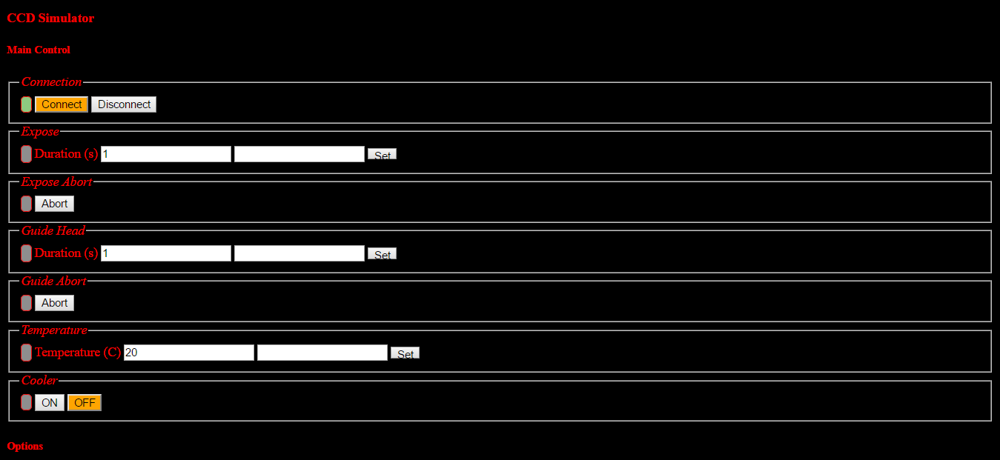 CCD Simulator
Main Control
Connection
Connect Disconnect
Expose
Duration (s) 1 Set
Expose Abort
Abort
Guide Head
Duration (s) 1 Set
Guide Abort
Abort
Temperature
Temperature (C) 20 Set
Cooler
ON OFF
Options